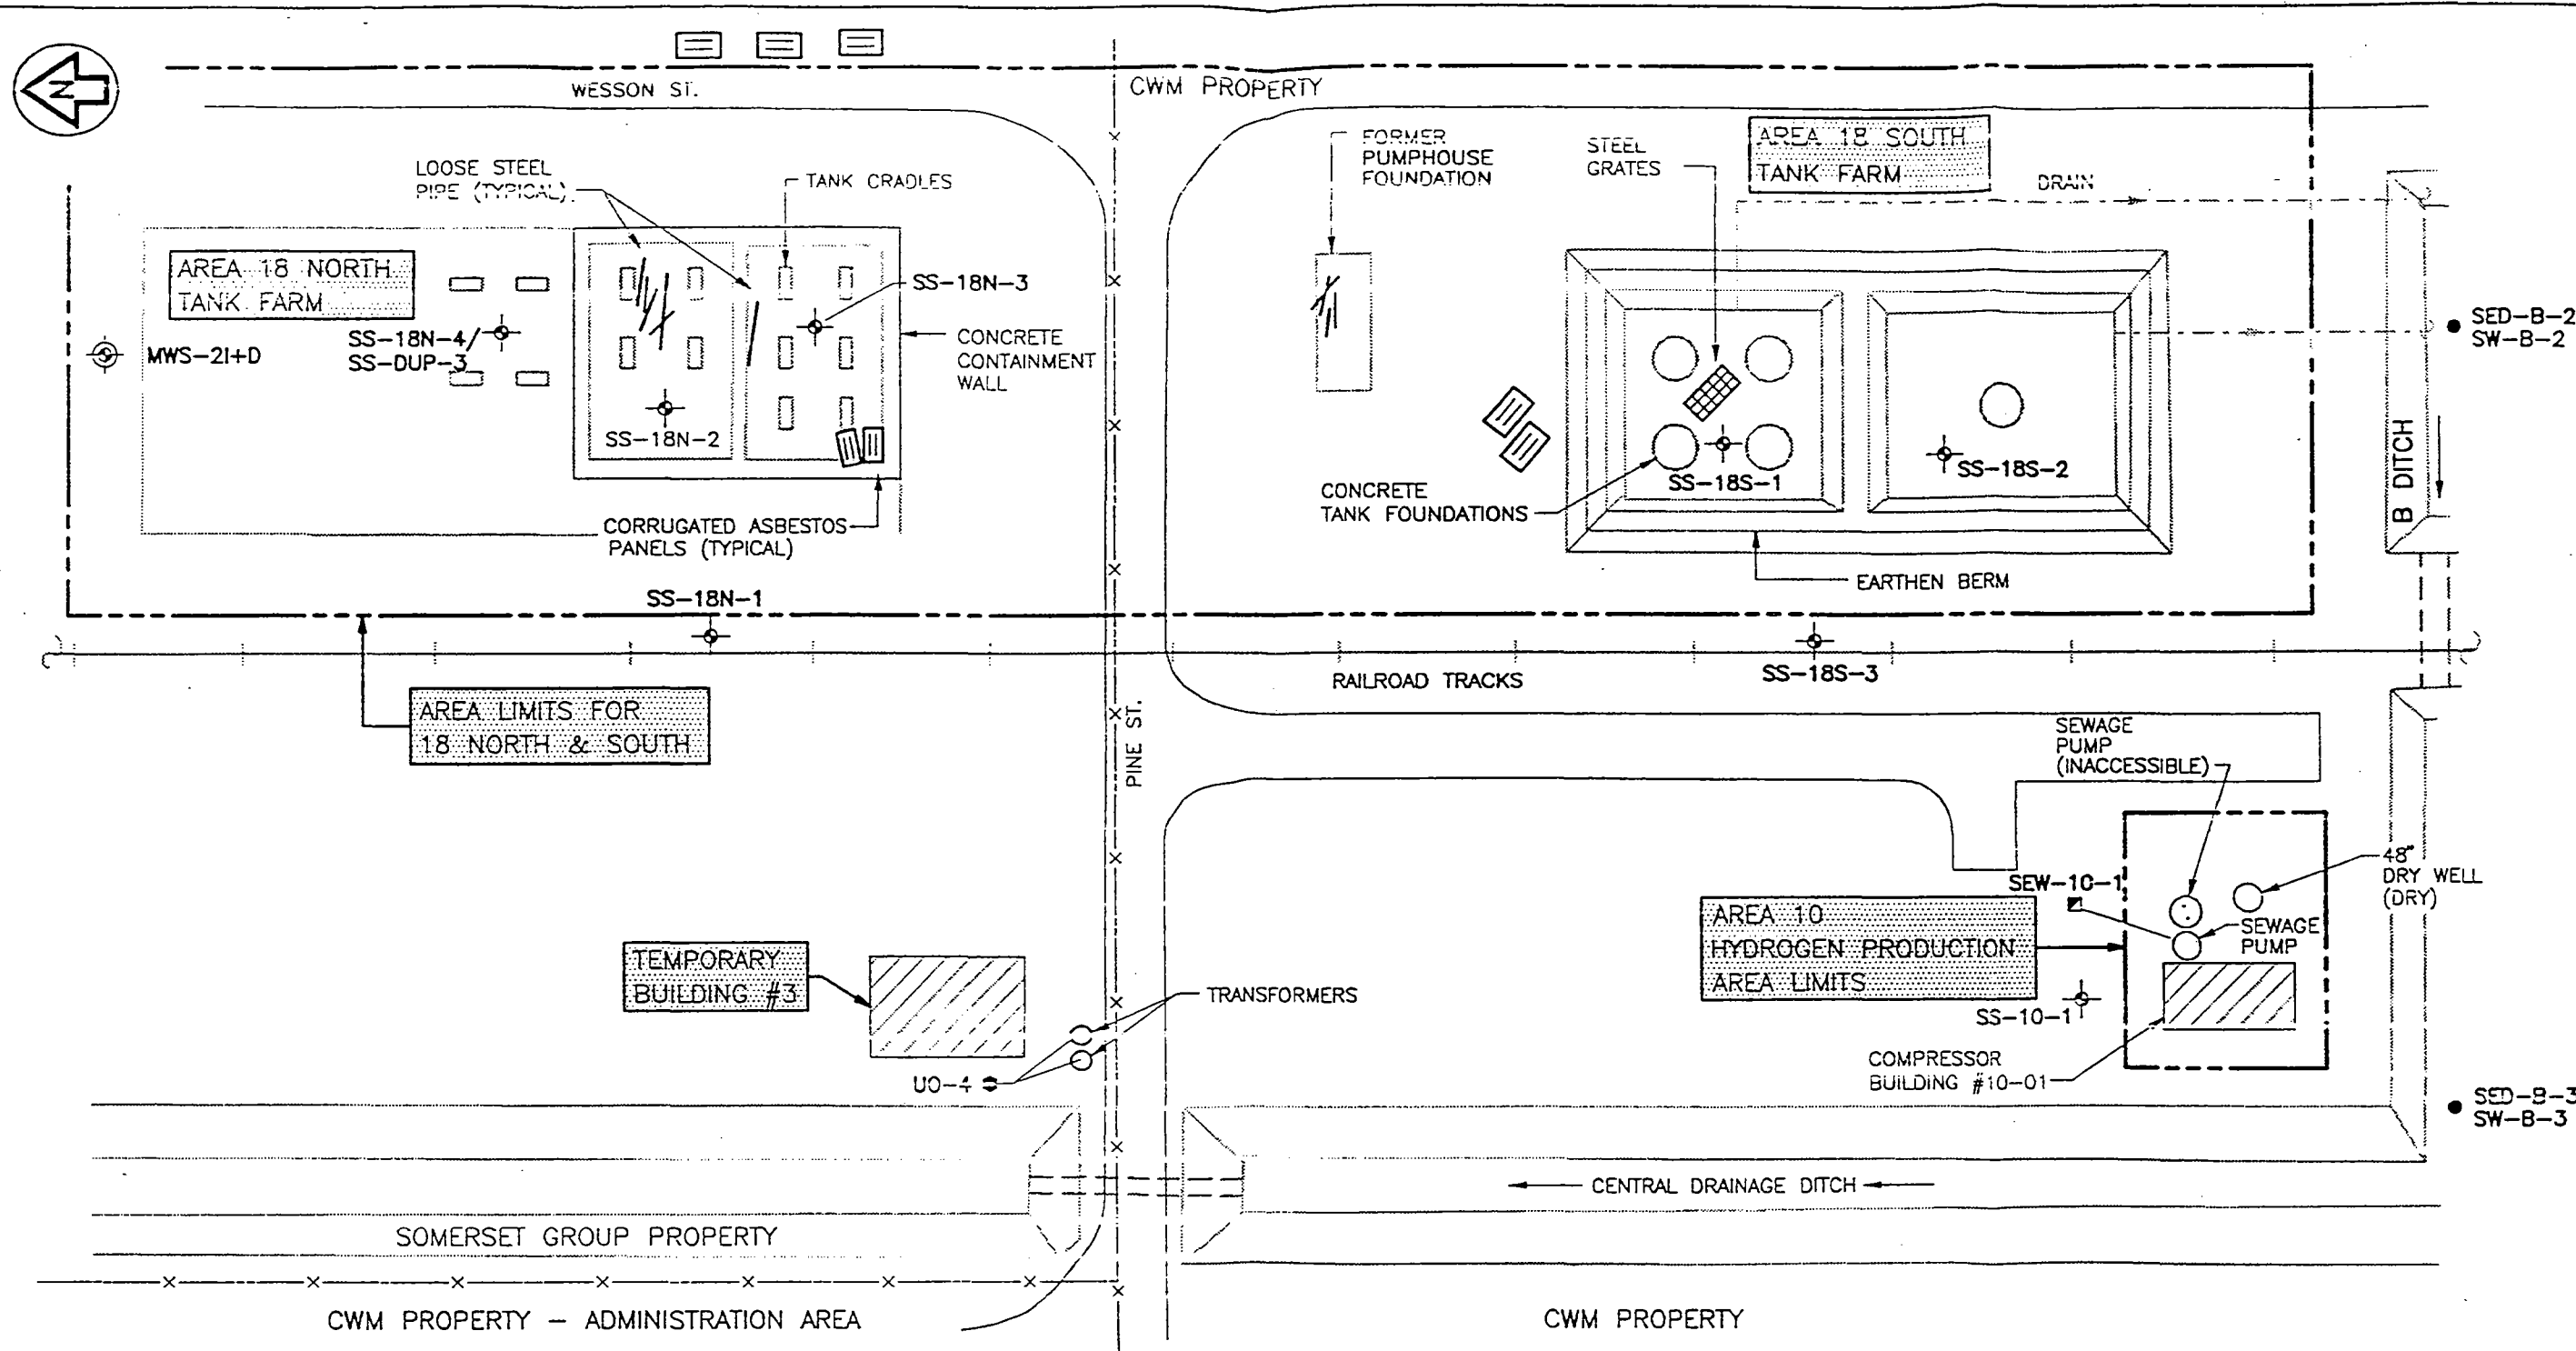 N
WESSON ST.
CWM PROPERTY
LOOSE STEEL
PIPE (TYPICAL)
TANK CRADLES
FORMER
PUMPHOUSE
FOUNDATION
STEEL
GRATES
AREA 18 SOUTH
TANK FARM
DRAIN
AREA 18 NORTH
TANK FARM
SS-18N-3
SS-18N-4/
SS-DUP-3
MWS-2I+D
CONCRETE
CONTAINMENT
WALL
SED-B-2
SW-B-2
SS-18N-2
SS-18S-1
SS-18S-2
B DITCH
CONCRETE
TANK FOUNDATIONS
CORRUGATED ASBESTOS
PANELS (TYPICAL)
EARTHEN BERM
SS-18N-1
SS-18S-3
RAILROAD TRACKS
AREA LIMITS FOR
18 NORTH & SOUTH
PINE ST.
SEWAGE
PUMP
(INACCESSIBLE)
48"
DRY WELL
(DRY)
SEW-10-1
AREA 10
HYDROGEN PRODUCTION
AREA LIMITS
SEWAGE
PUMP
TEMPORARY
BUILDING #3
TRANSFORMERS
SS-10-1
UO-4
COMPRESSOR
BUILDING #10-01
SED-B-3
SW-B-3
CENTRAL DRAINAGE DITCH
SOMERSET GROUP PROPERTY
CWM PROPERTY - ADMINISTRATION AREA
CWM PROPERTY